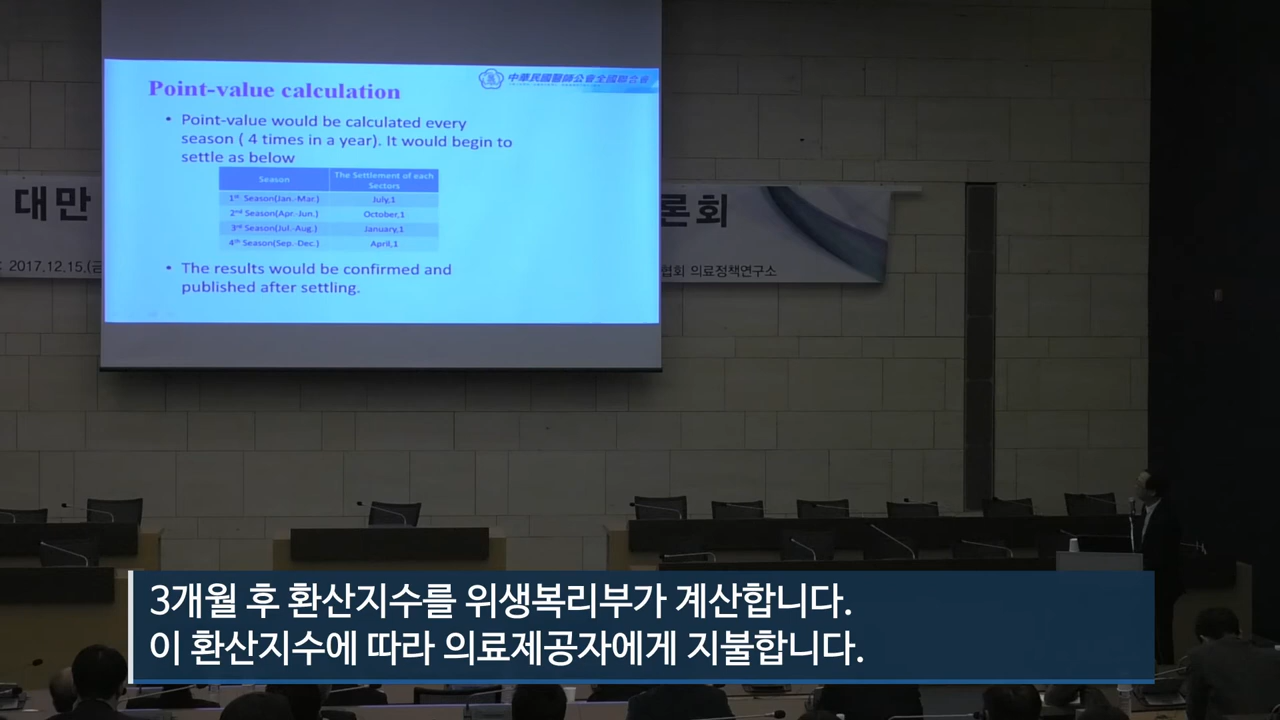 中華民國醫師公會全國聯合會
Point-value calculation
• Point-value would be calculated every
season ( 4 times in a year). It would begin to
settle as below
Season
The Settlement of each
Sectors
1st Season(Jan.-Mar.) July,1
2nd Season(Apr.-Jun.) October,1
3rd Season(Jul.-Aug.) January,1
4th Season(Sep.-Dec.) April,1
• The results would be confirmed and
published after settling.
대만
론회
2017.12.15.(금
협회 의료정책연구소
3개월 후 환산지수를 위생복리부가 계산합니다.
이 환산지수에 따라 의료제공자에게 지불합니다.